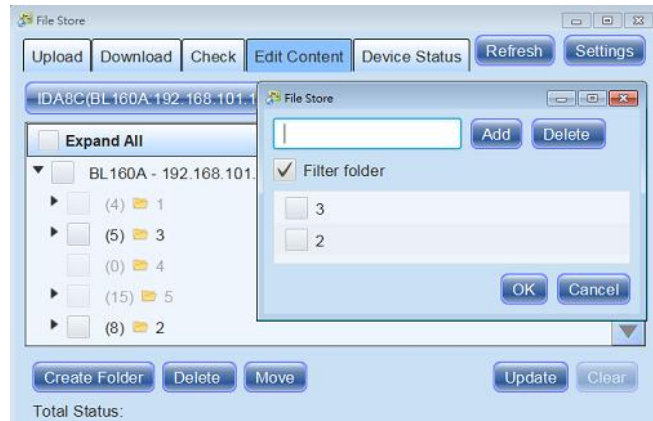 File Store
Upload Download Check Edit Content Device Status Refresh Settings
IDA8C(BL160A:192.168.101.1
Expand All
BL160A - 192.168.101.
(4) 1
(5) 3
(0) 4
(15) 5
(8) 2
File Store
Add Delete
Filter folder
3
2
OK Cancel
Create Folder Delete Move Update Clear
Total Status: